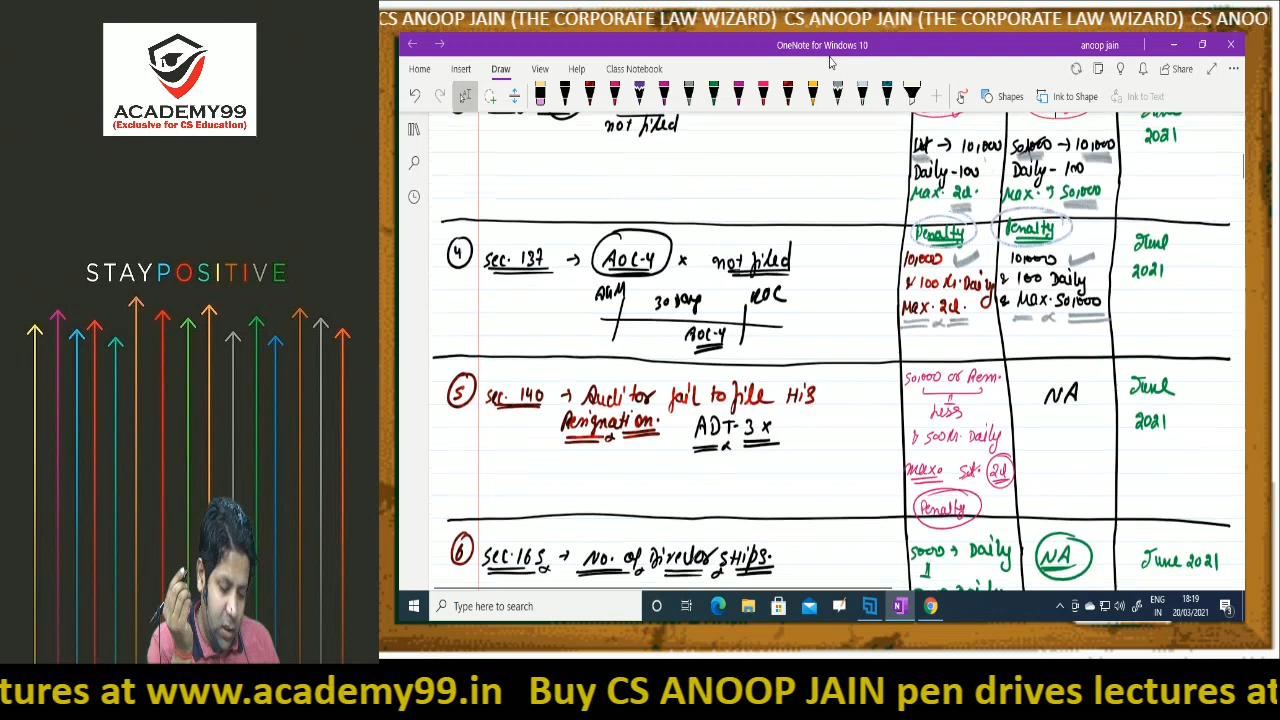 CS ANOOP JAIN (THE CORPORATE LAW WIZARD) CS ANOOP JAIN (THE CORPORATE LAW WIZARD) CS ANOO
ACADEMY99
(Exclusive for CS Education)
STAYPOSITIVE
OneNote for Windows 10
anoop jain
Home Insert Draw View Help Class Notebook
Share
Shapes Ink to Shape Ink to Text
not filed
→ 10,000 50,000 → 10,000 June 2021
Daily - 100 Daily - 100
Max. 2L. Max. → 50,000
④ Sec. 137 → AOC-4 × not filed
AGM 30 days ROC
AOC-4
Penalty Penalty
10,000 10,000
& 100 Rs. Daily & 100 Daily
Max. 2L. & Max. 50,000
June 2021
⑤ Sec. 140 → Auditor fail to file His
Resignation. ADT-3 ×
50,000 or Rem.
Less
& 500Rs. Daily
Max. 2L
Penalty
NA
June 2021
⑥ Sec. 165 → No. of Director Ships.
5000 → Daily
NA
June 2021
Type here to search
ENG
IN
18:19
20/03/2021
3
tures at www.academy99.in Buy CS ANOOP JAIN pen drives lectures at